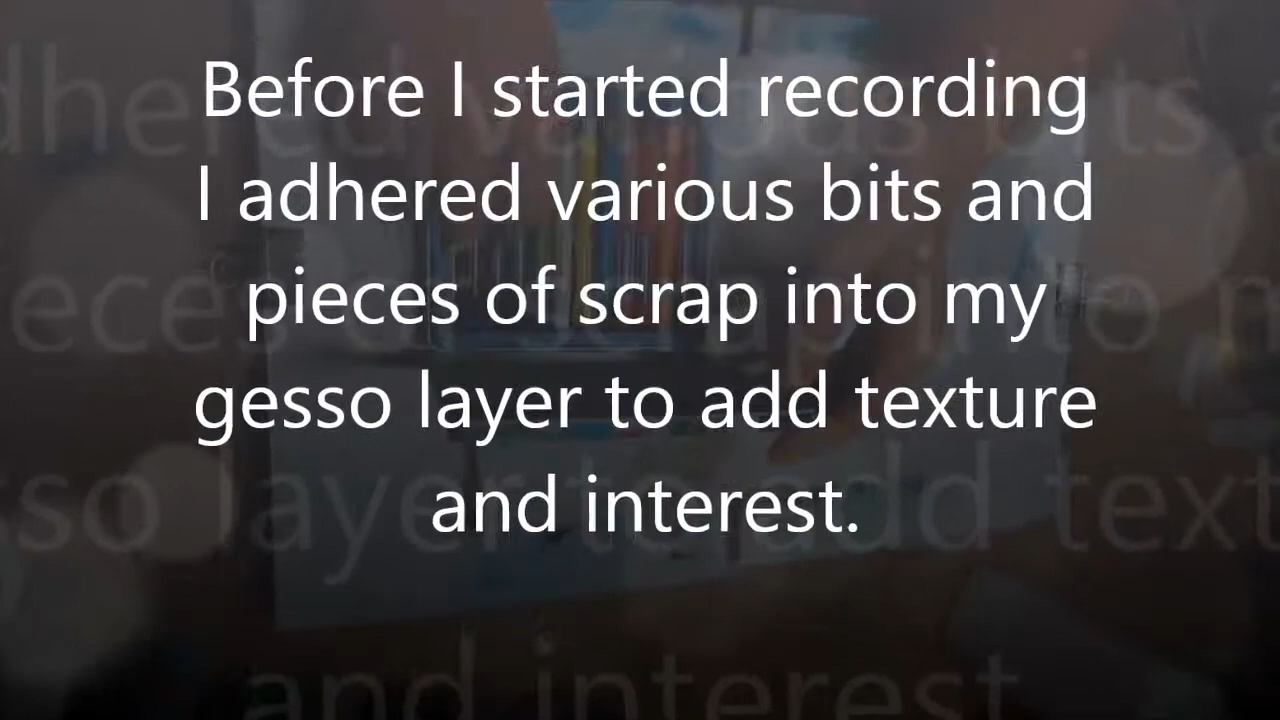 Before I started recording
I adhered various bits and
pieces of scrap into my
gesso layer to add texture
and interest.